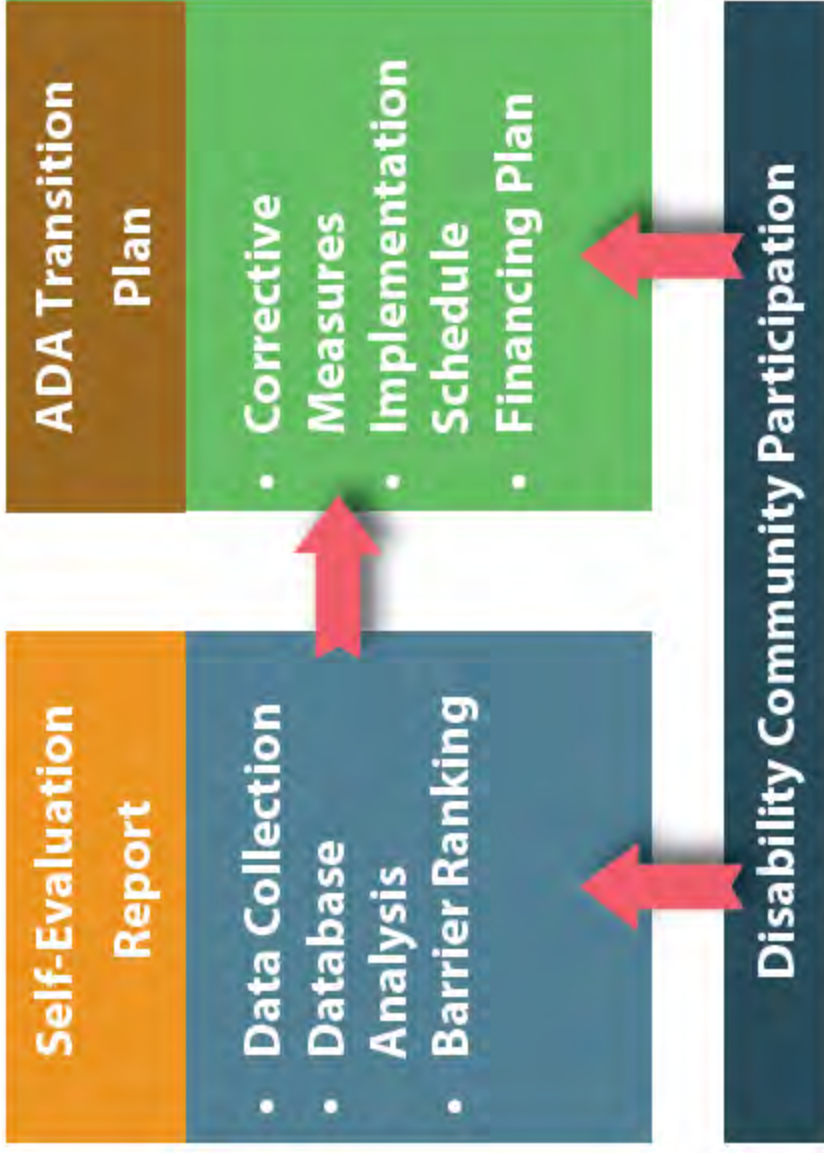 Self-Evaluation
Report
• Data Collection
• Database
Analysis
• Barrier Ranking
ADA Transition
Plan
• Corrective
Measures
• Implementation
Schedule
• Financing Plan
Disability Community Participation